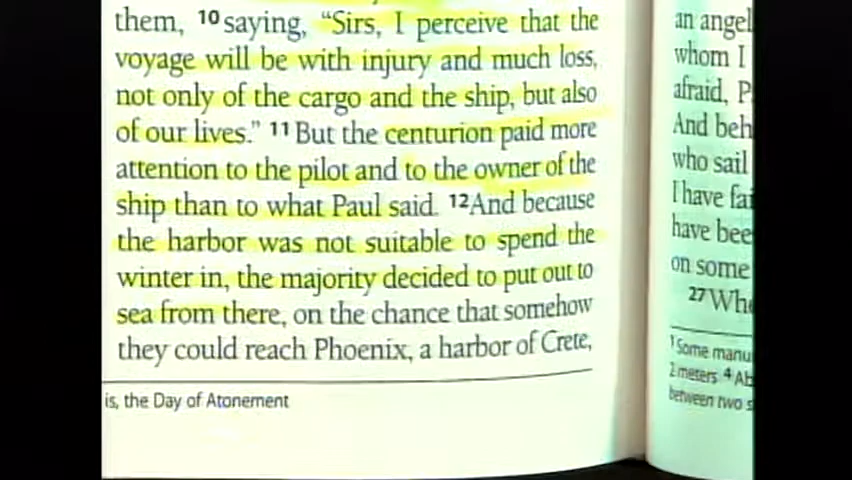 them, 10 saying, “Sirs, I perceive that the
voyage will be with injury and much loss,
not only of the cargo and the ship, but also
of our lives.” 11 But the centurion paid more
attention to the pilot and to the owner of the
ship than to what Paul said. 12 And because
the harbor was not suitable to spend the
winter in, the majority decided to put out to
sea from there, on the chance that somehow
they could reach Phoenix, a harbor of Crete,
is, the Day of Atonement
an angel
whom I
afraid, P
And beh
who sail
I have fai
have bee
on some
27 Whe
1 Some manu
2 meters 4 Ab
between two s